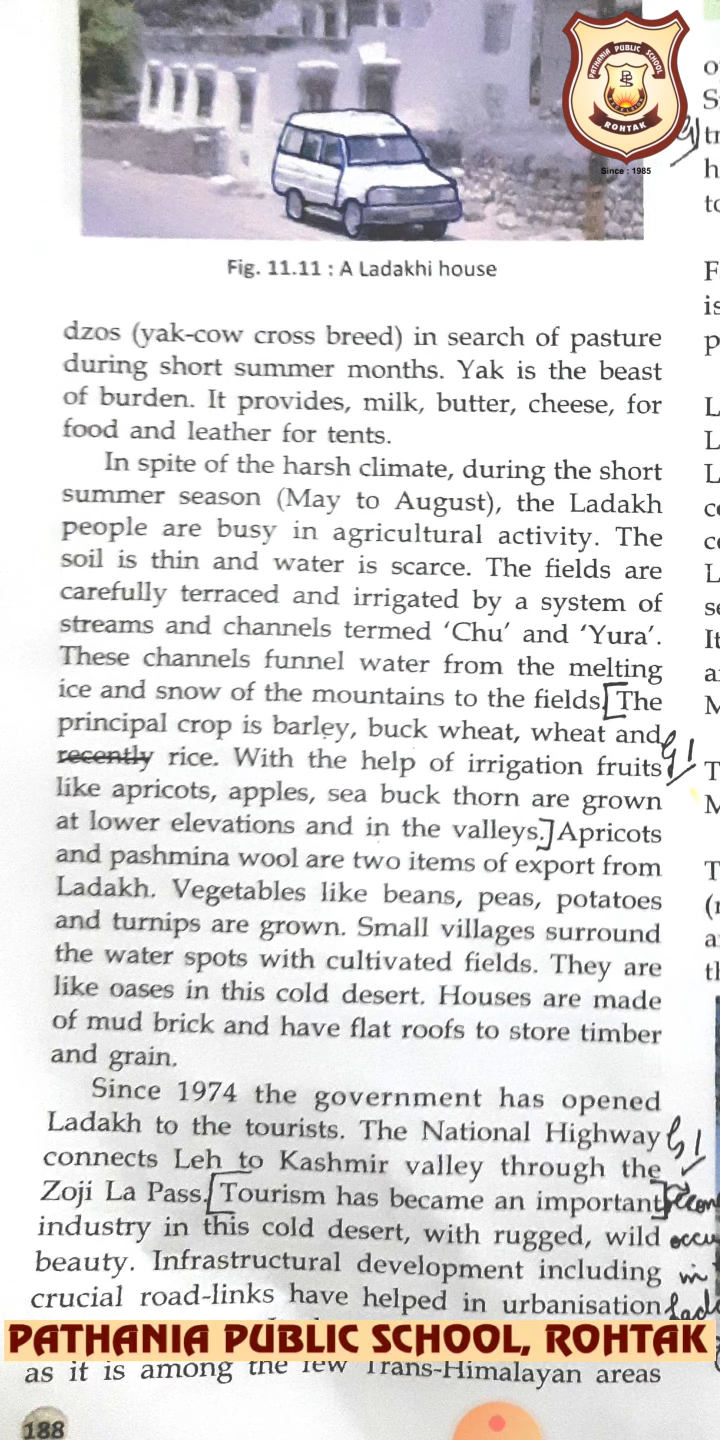 PATHANIA PUBLIC SCHOOL
ROHTAK
Since : 1985
Fig. 11.11 : A Ladakhi house
dzos (yak-cow cross breed) in search of pasture
during short summer months. Yak is the beast
of burden. It provides, milk, butter, cheese, for
food and leather for tents.
In spite of the harsh climate, during the short
summer season (May to August), the Ladakh
people are busy in agricultural activity. The
soil is thin and water is scarce. The fields are
carefully terraced and irrigated by a system of
streams and channels termed 'Chu' and 'Yura'.
These channels funnel water from the melting
ice and snow of the mountains to the fields. The
principal crop is barley, buck wheat, wheat and
recently rice. With the help of irrigation fruits
like apricots, apples, sea buck thorn are grown
at lower elevations and in the valleys. Apricots
and pashmina wool are two items of export from
Ladakh. Vegetables like beans, peas, potatoes
and turnips are grown. Small villages surround
the water spots with cultivated fields. They are
like oases in this cold desert. Houses are made
of mud brick and have flat roofs to store timber
and grain.
Since 1974 the government has opened
Ladakh to the tourists. The National Highway
connects Leh to Kashmir valley through the
Zoji La Pass. Tourism has became an important
industry in this cold desert, with rugged, wild
beauty. Infrastructural development including
crucial road-links have helped in urbanisation
PATHANIA PUBLIC SCHOOL, ROHTAK
as it is among the few Trans-Himalayan areas
188